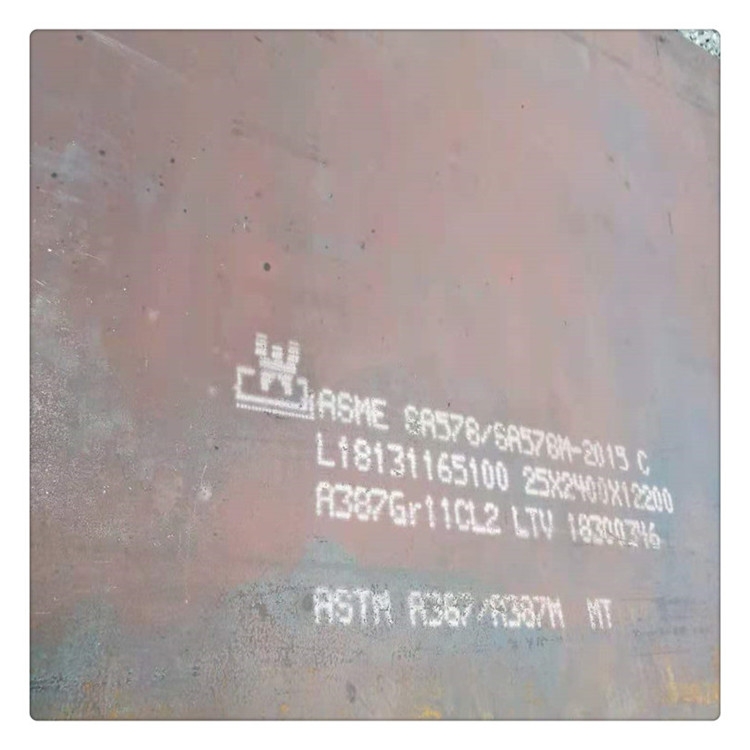 ASME SA578/SA578M-2015 C
L18131165100 25X2400X12200
A387Gr11CL2 LTV 18300346
ASTM A387/A387M MT